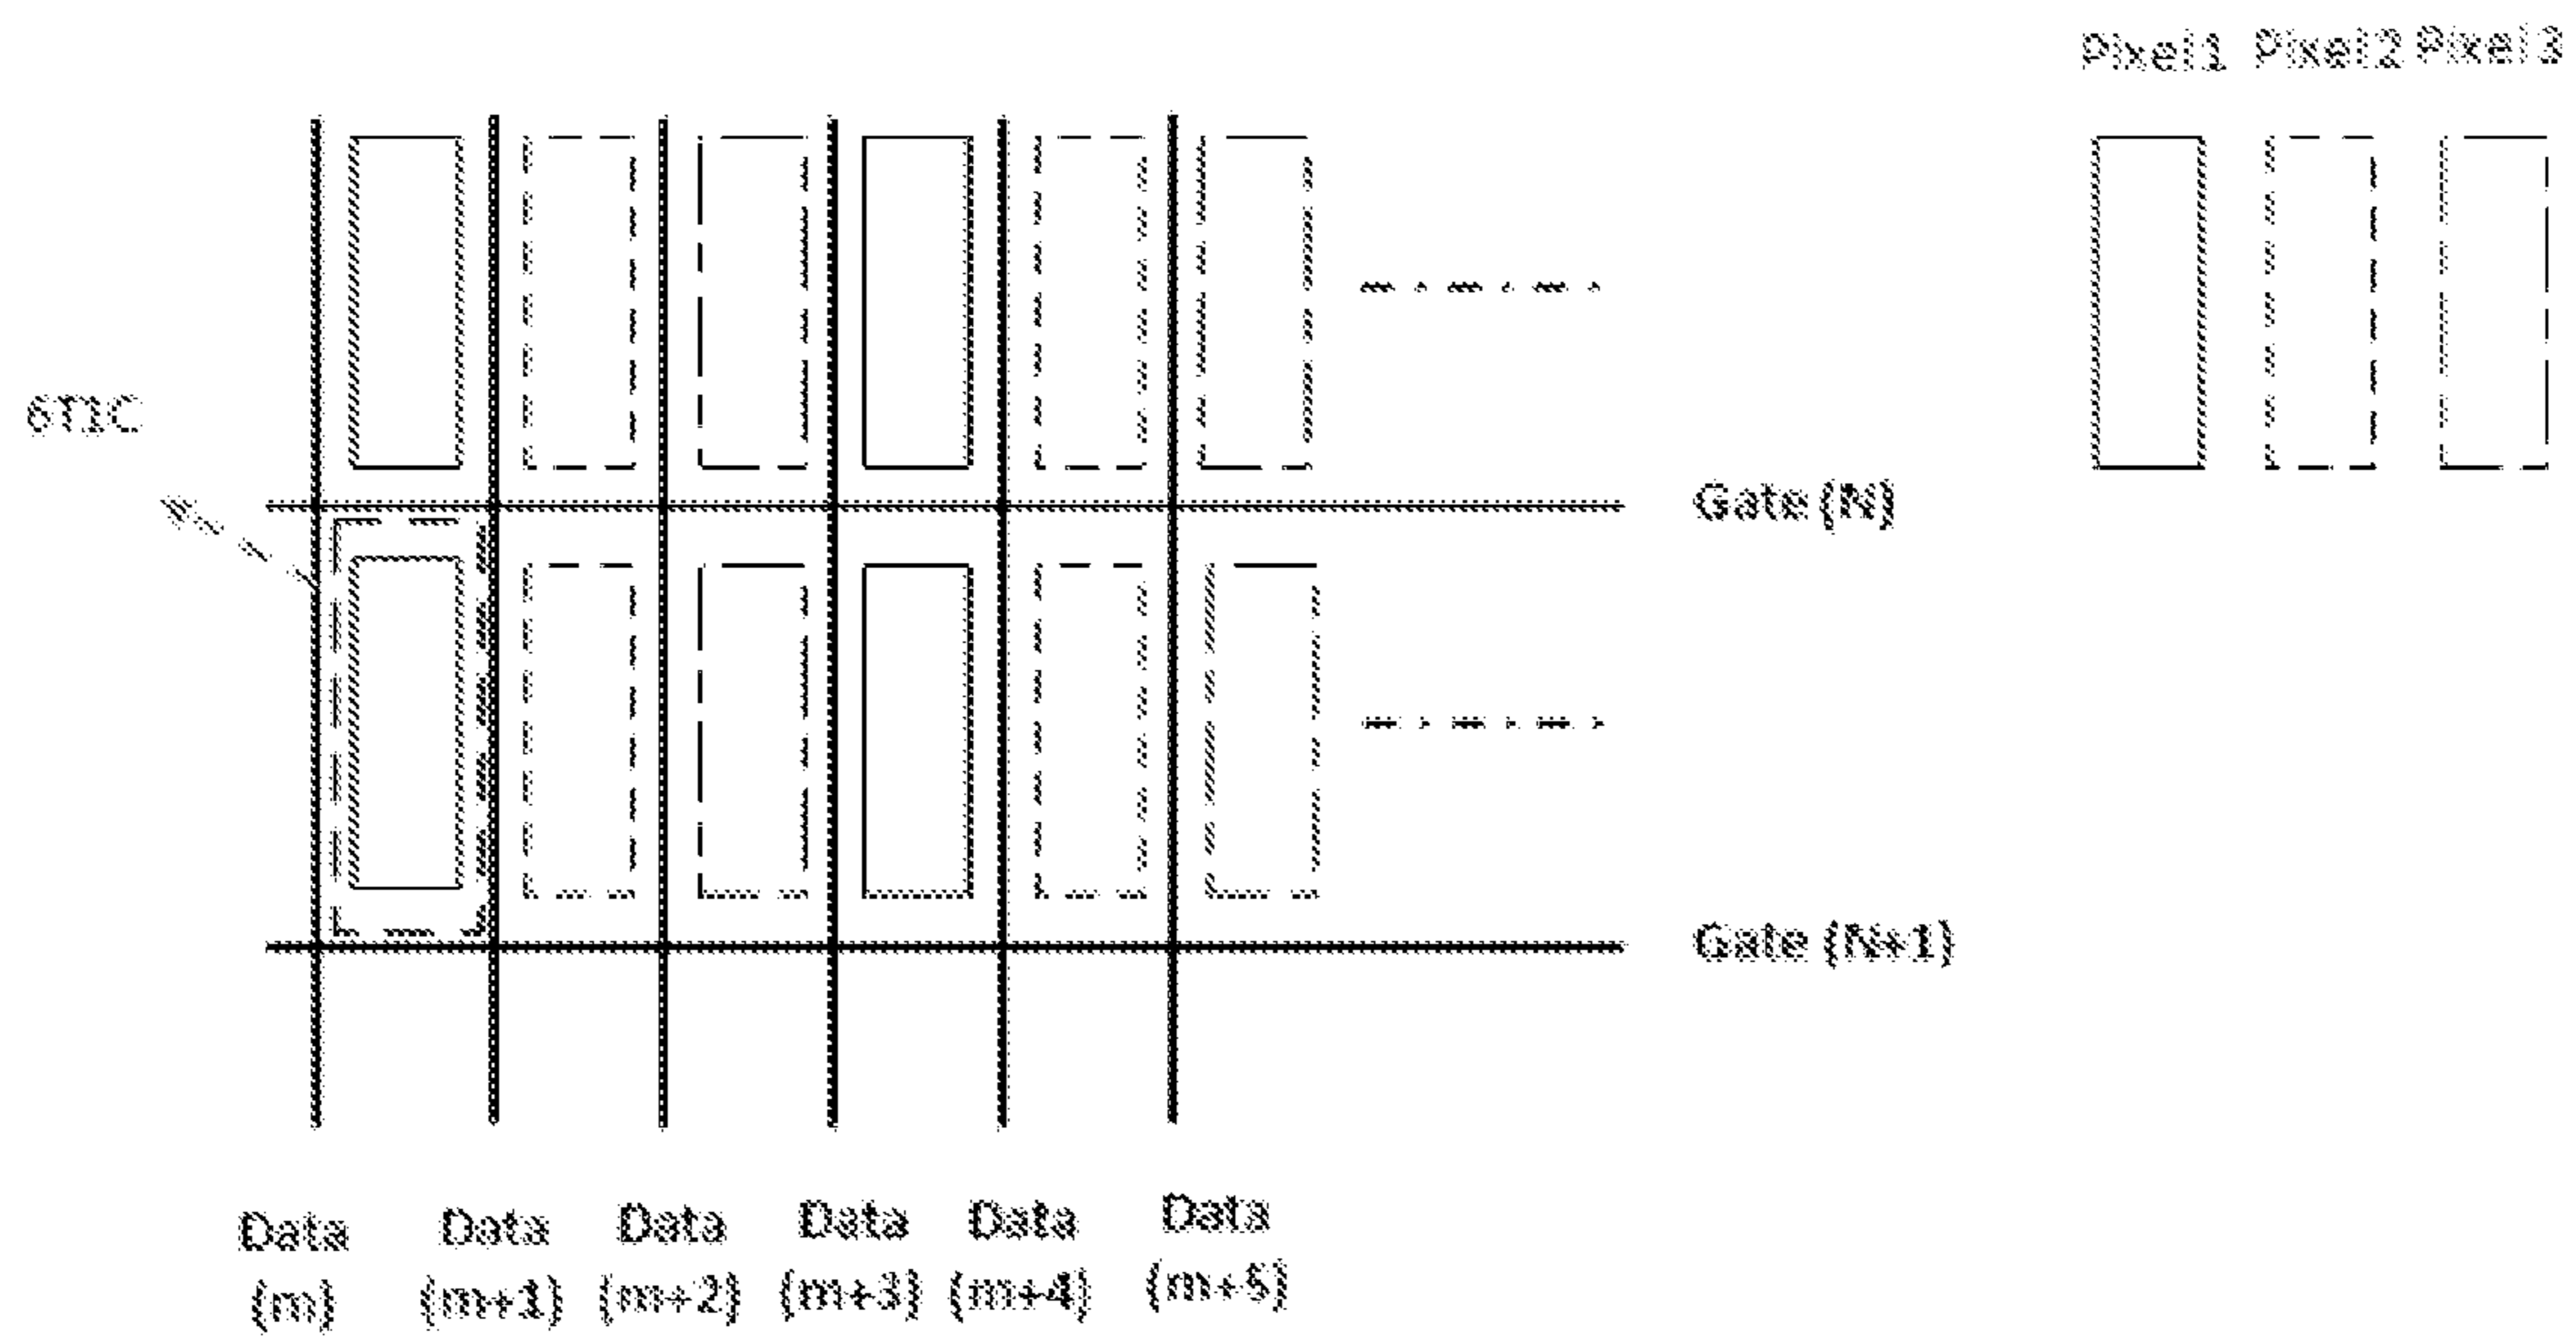 Pixel1 Pixel2 Pixel3
6T1C
Gate (N)
Gate (N+1)
Data Data Data Data Data Data
(m) (m+1) (m+2) (m+3) (m+4) (m+5)